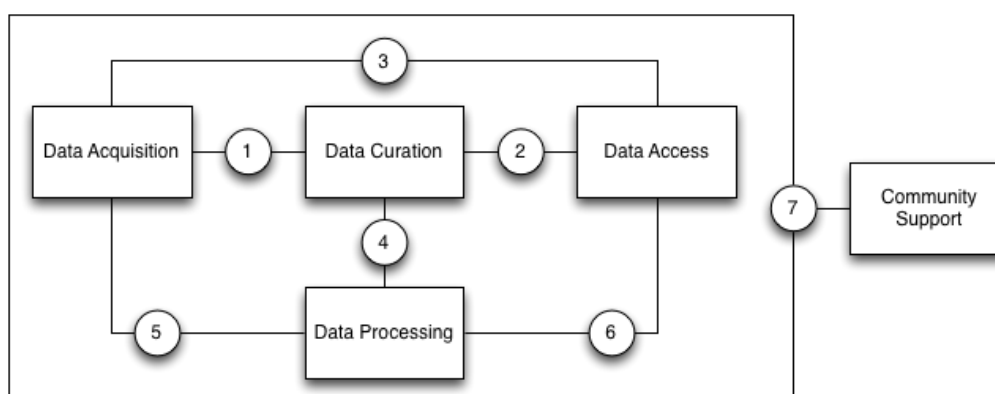 3
Data Acquisition
1
Data Curation
2
Data Access
7
Community
Support
4
5
Data Processing
6